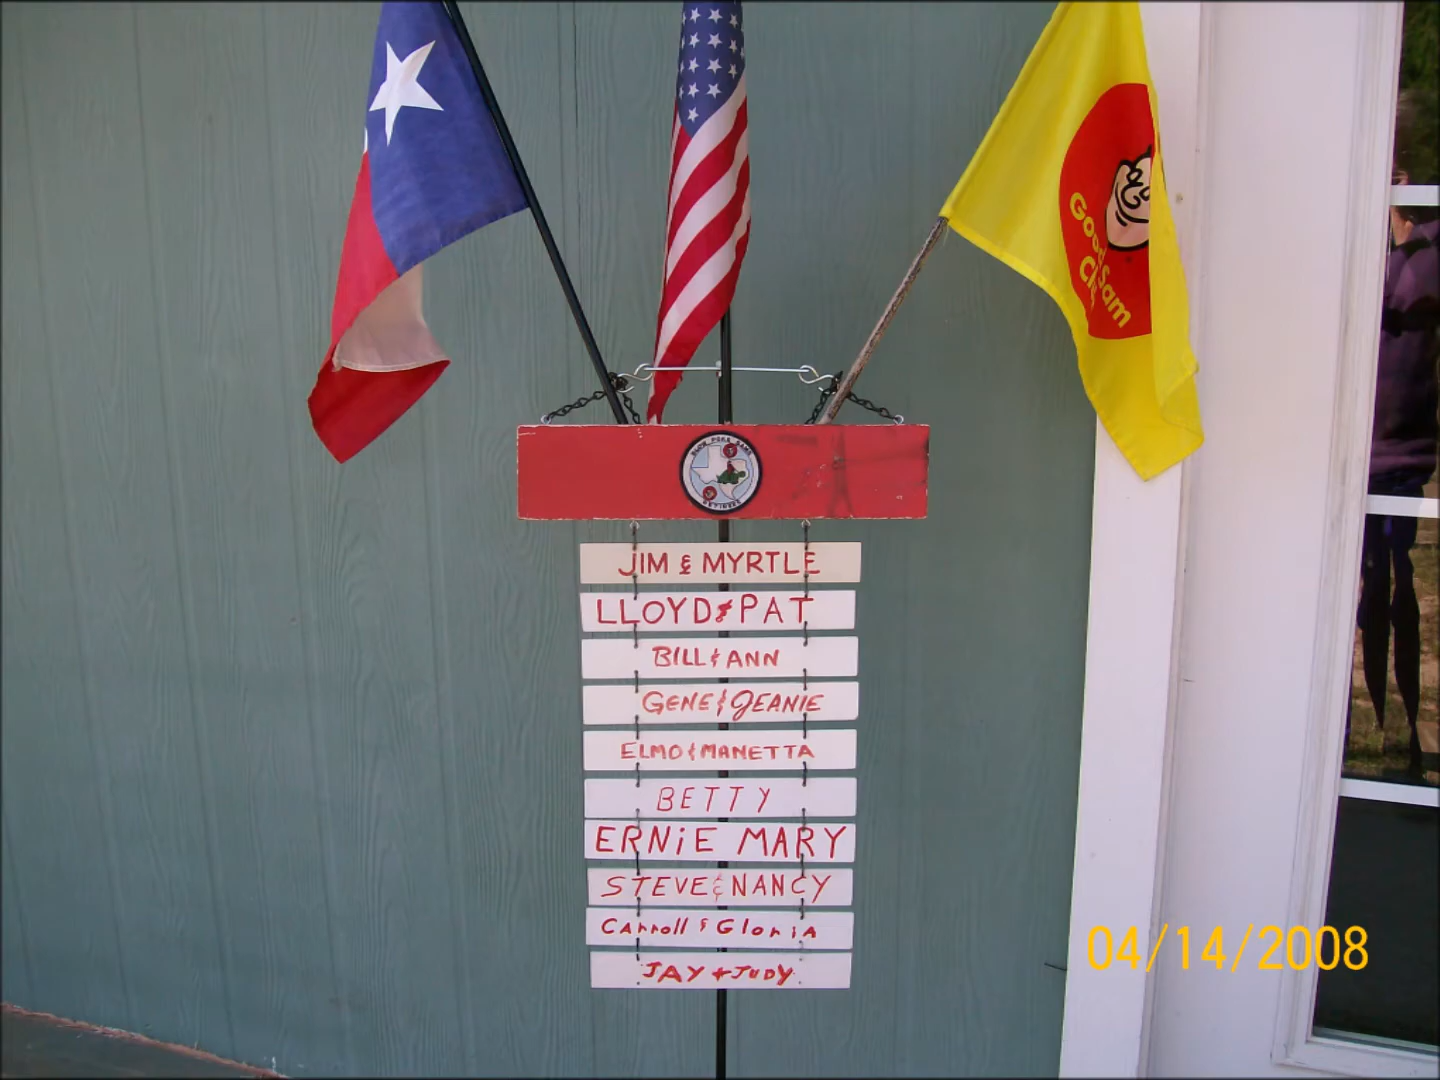 Good Sam
Club
JIM & MYRTLE
LLOYD & PAT
BILL & ANN
GENE & JEANIE
ELMO & MANETTA
BETTY
ERNiE MARY
STEVE & NANCY
Carroll & Gloria
JAY + JUDY
04/14/2008